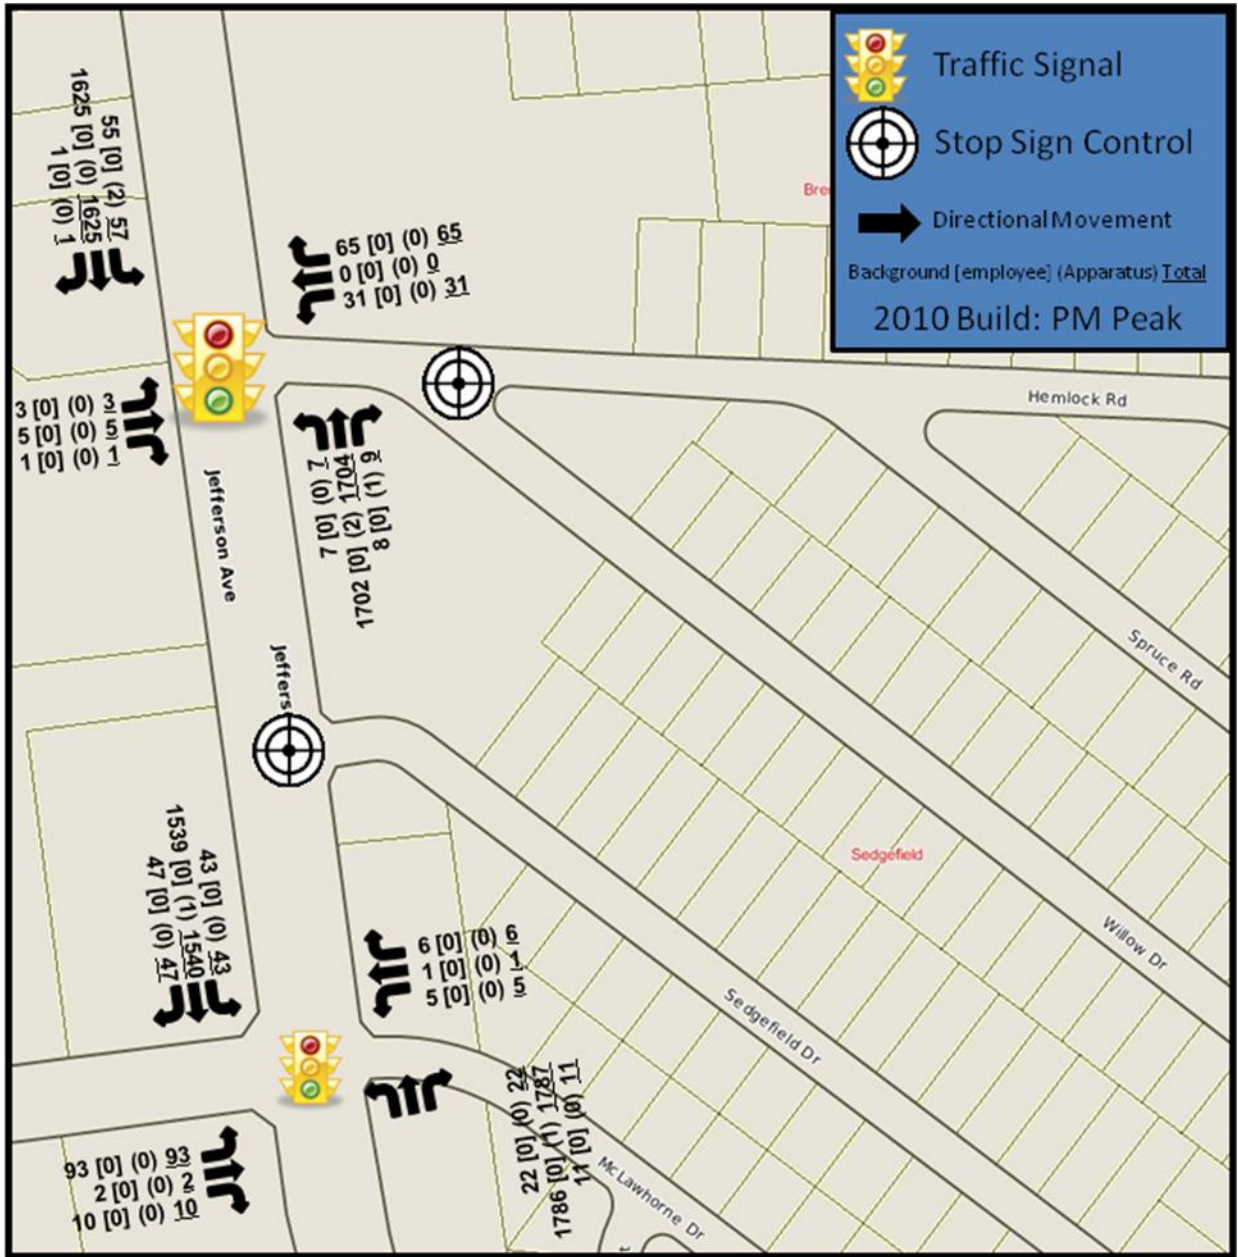 Traffic Signal
Stop Sign Control
Directional Movement
Background [employee] (Apparatus) Total
2010 Build: PM Peak
55 [0] (2) 57
1625 [0] (0) 1625
1 [0] (0) 1
65 [0] (0) 65
0 [0] (0) 0
31 [0] (0) 31
3 [0] (0) 3
5 [0] (0) 5
1 [0] (0) 1
7 [0] (0) 7
1702 [0] (2) 1704
8 [0] (1) 9
Hemlock Rd
Jefferson Ave
Spruce Rd
Jeffers
Sedgefield
Willow Dr
Sedgefield Dr
43 [0] (0) 43
1539 [0] (1) 1540
47 [0] (0) 47
6 [0] (0) 6
1 [0] (0) 1
5 [0] (0) 5
22 [0] (0) 22
1786 [0] (1) 1787
11 [0] (0) 11
McLawhorne Dr
93 [0] (0) 93
2 [0] (0) 2
10 [0] (0) 10